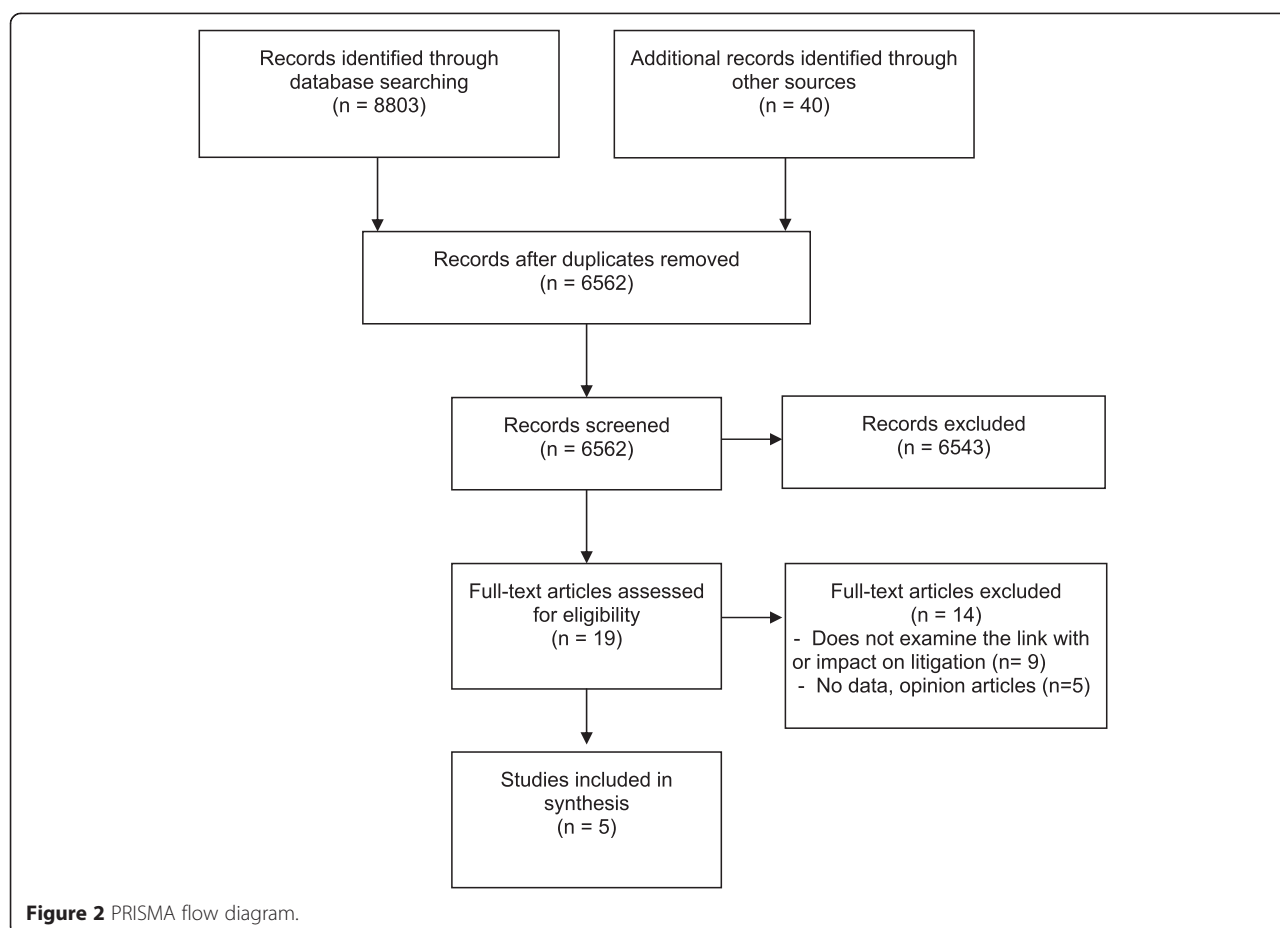 Records identified through
database searching
(n = 8803)
Additional records identified through
other sources
(n = 40)
Records after duplicates removed
(n = 6562)
Records screened
(n = 6562)
Records excluded
(n = 6543)
Full-text articles assessed
for eligibility
(n = 19)
Full-text articles excluded
(n = 14)
- Does not examine the link with
or impact on litigation (n= 9)
- No data, opinion articles (n=5)
Studies included in
synthesis
(n = 5)
Figure 2 PRISMA flow diagram.